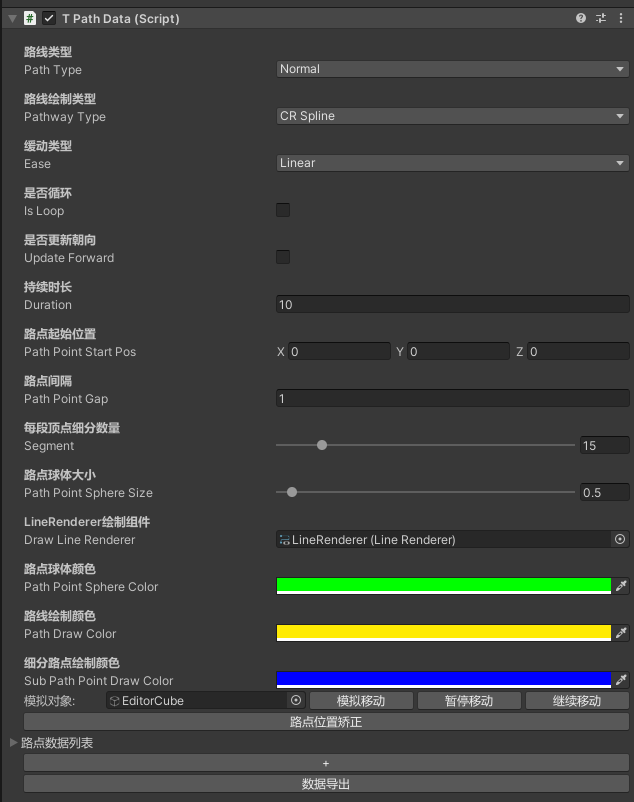 # T Path Data (Script)
路线类型
Path Type Normal
路线绘制类型
Pathway Type CR Spline
缓动类型
Ease Linear
是否循环
Is Loop
是否更新朝向
Update Forward
持续时长
Duration 10
路点起始位置
Path Point Start Pos X 0 Y 0 Z 0
路点间隔
Path Point Gap 1
每段顶点细分数量
Segment 15
路点球体大小
Path Point Sphere Size 0.5
LineRenderer绘制组件
Draw Line Renderer LineRenderer (Line Renderer)
路点球体颜色
Path Point Sphere Color
路线绘制颜色
Path Draw Color
细分路点绘制颜色
Sub Path Point Draw Color
模拟对象: EditorCube 模拟移动 暂停移动 继续移动
路点位置矫正
路点数据列表
+
数据导出